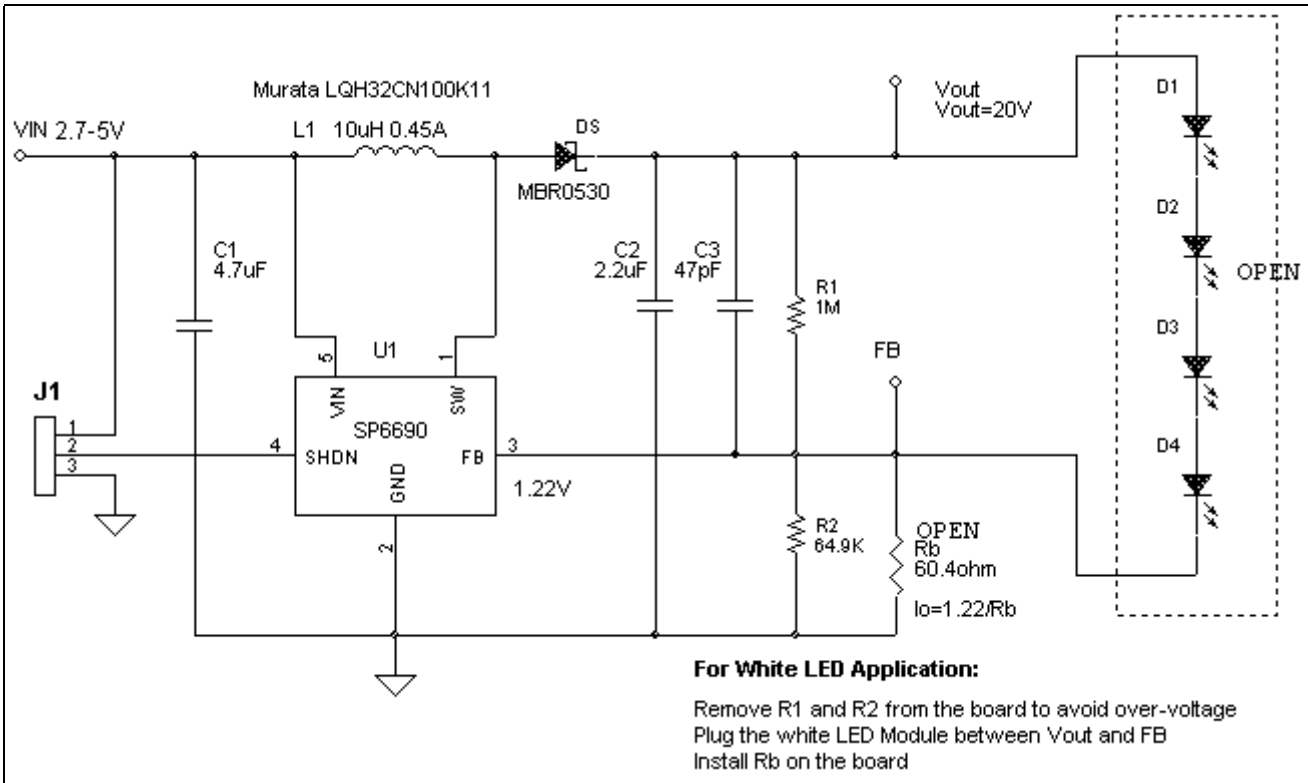 Murata LQH32CN100K11
VIN 2.7-5V
L1 10uH 0.45A
DS
MBR0530
Vout
Vout=20V
D1
D2
OPEN
D3
D4
C1
4.7uF
C2
2.2uF
C3
47pF
R1
1M
FB
U1
5
1
VIN
SW
SP6690
J1
1
2
3
4
SHDN
FB
3
GND
1.22V
2
R2
64.9K
OPEN
Rb
60.4ohm
Io=1.22/Rb
For White LED Application:
Remove R1 and R2 from the board to avoid over-voltage
Plug the white LED Module between Vout and FB
Install Rb on the board